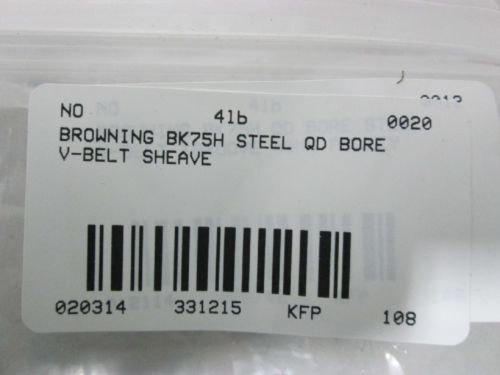 NO 41b 0020
BROWNING BK75H STEEL QD BORE
V-BELT SHEAVE
020314 331215 KFP 108